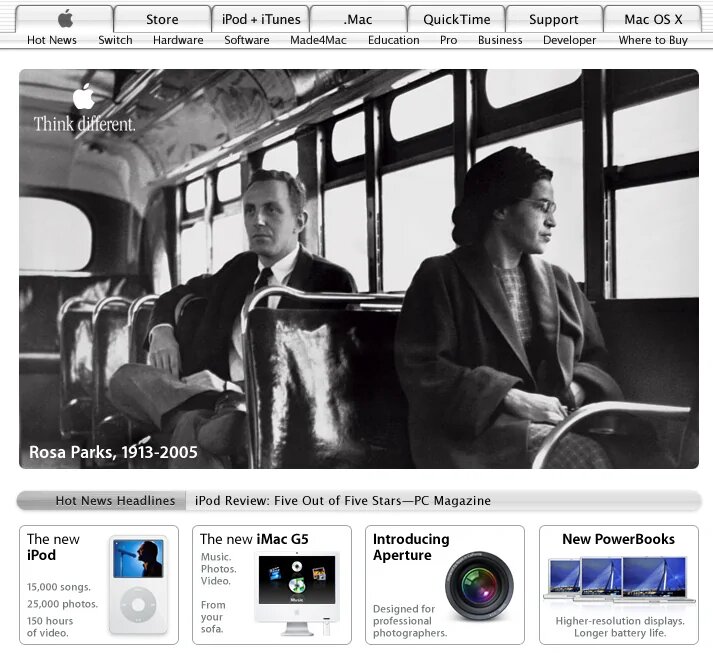 Store
iPod + iTunes
.Mac
QuickTime
Support
Mac OS X
Hot News
Switch
Hardware
Software
Made4Mac
Education
Pro
Business
Developer
Where to Buy
Think different.
Rosa Parks, 1913-2005
Hot News Headlines
iPod Review: Five Out of Five Stars—PC Magazine
The new
iPod
15,000 songs.
25,000 photos.
150 hours
of video.
The new iMac G5
Music.
Photos.
Video.
From
your
sofa.
Music
Introducing
Aperture
Designed for
professional
photographers.
New PowerBooks
Higher-resolution displays.
Longer battery life.